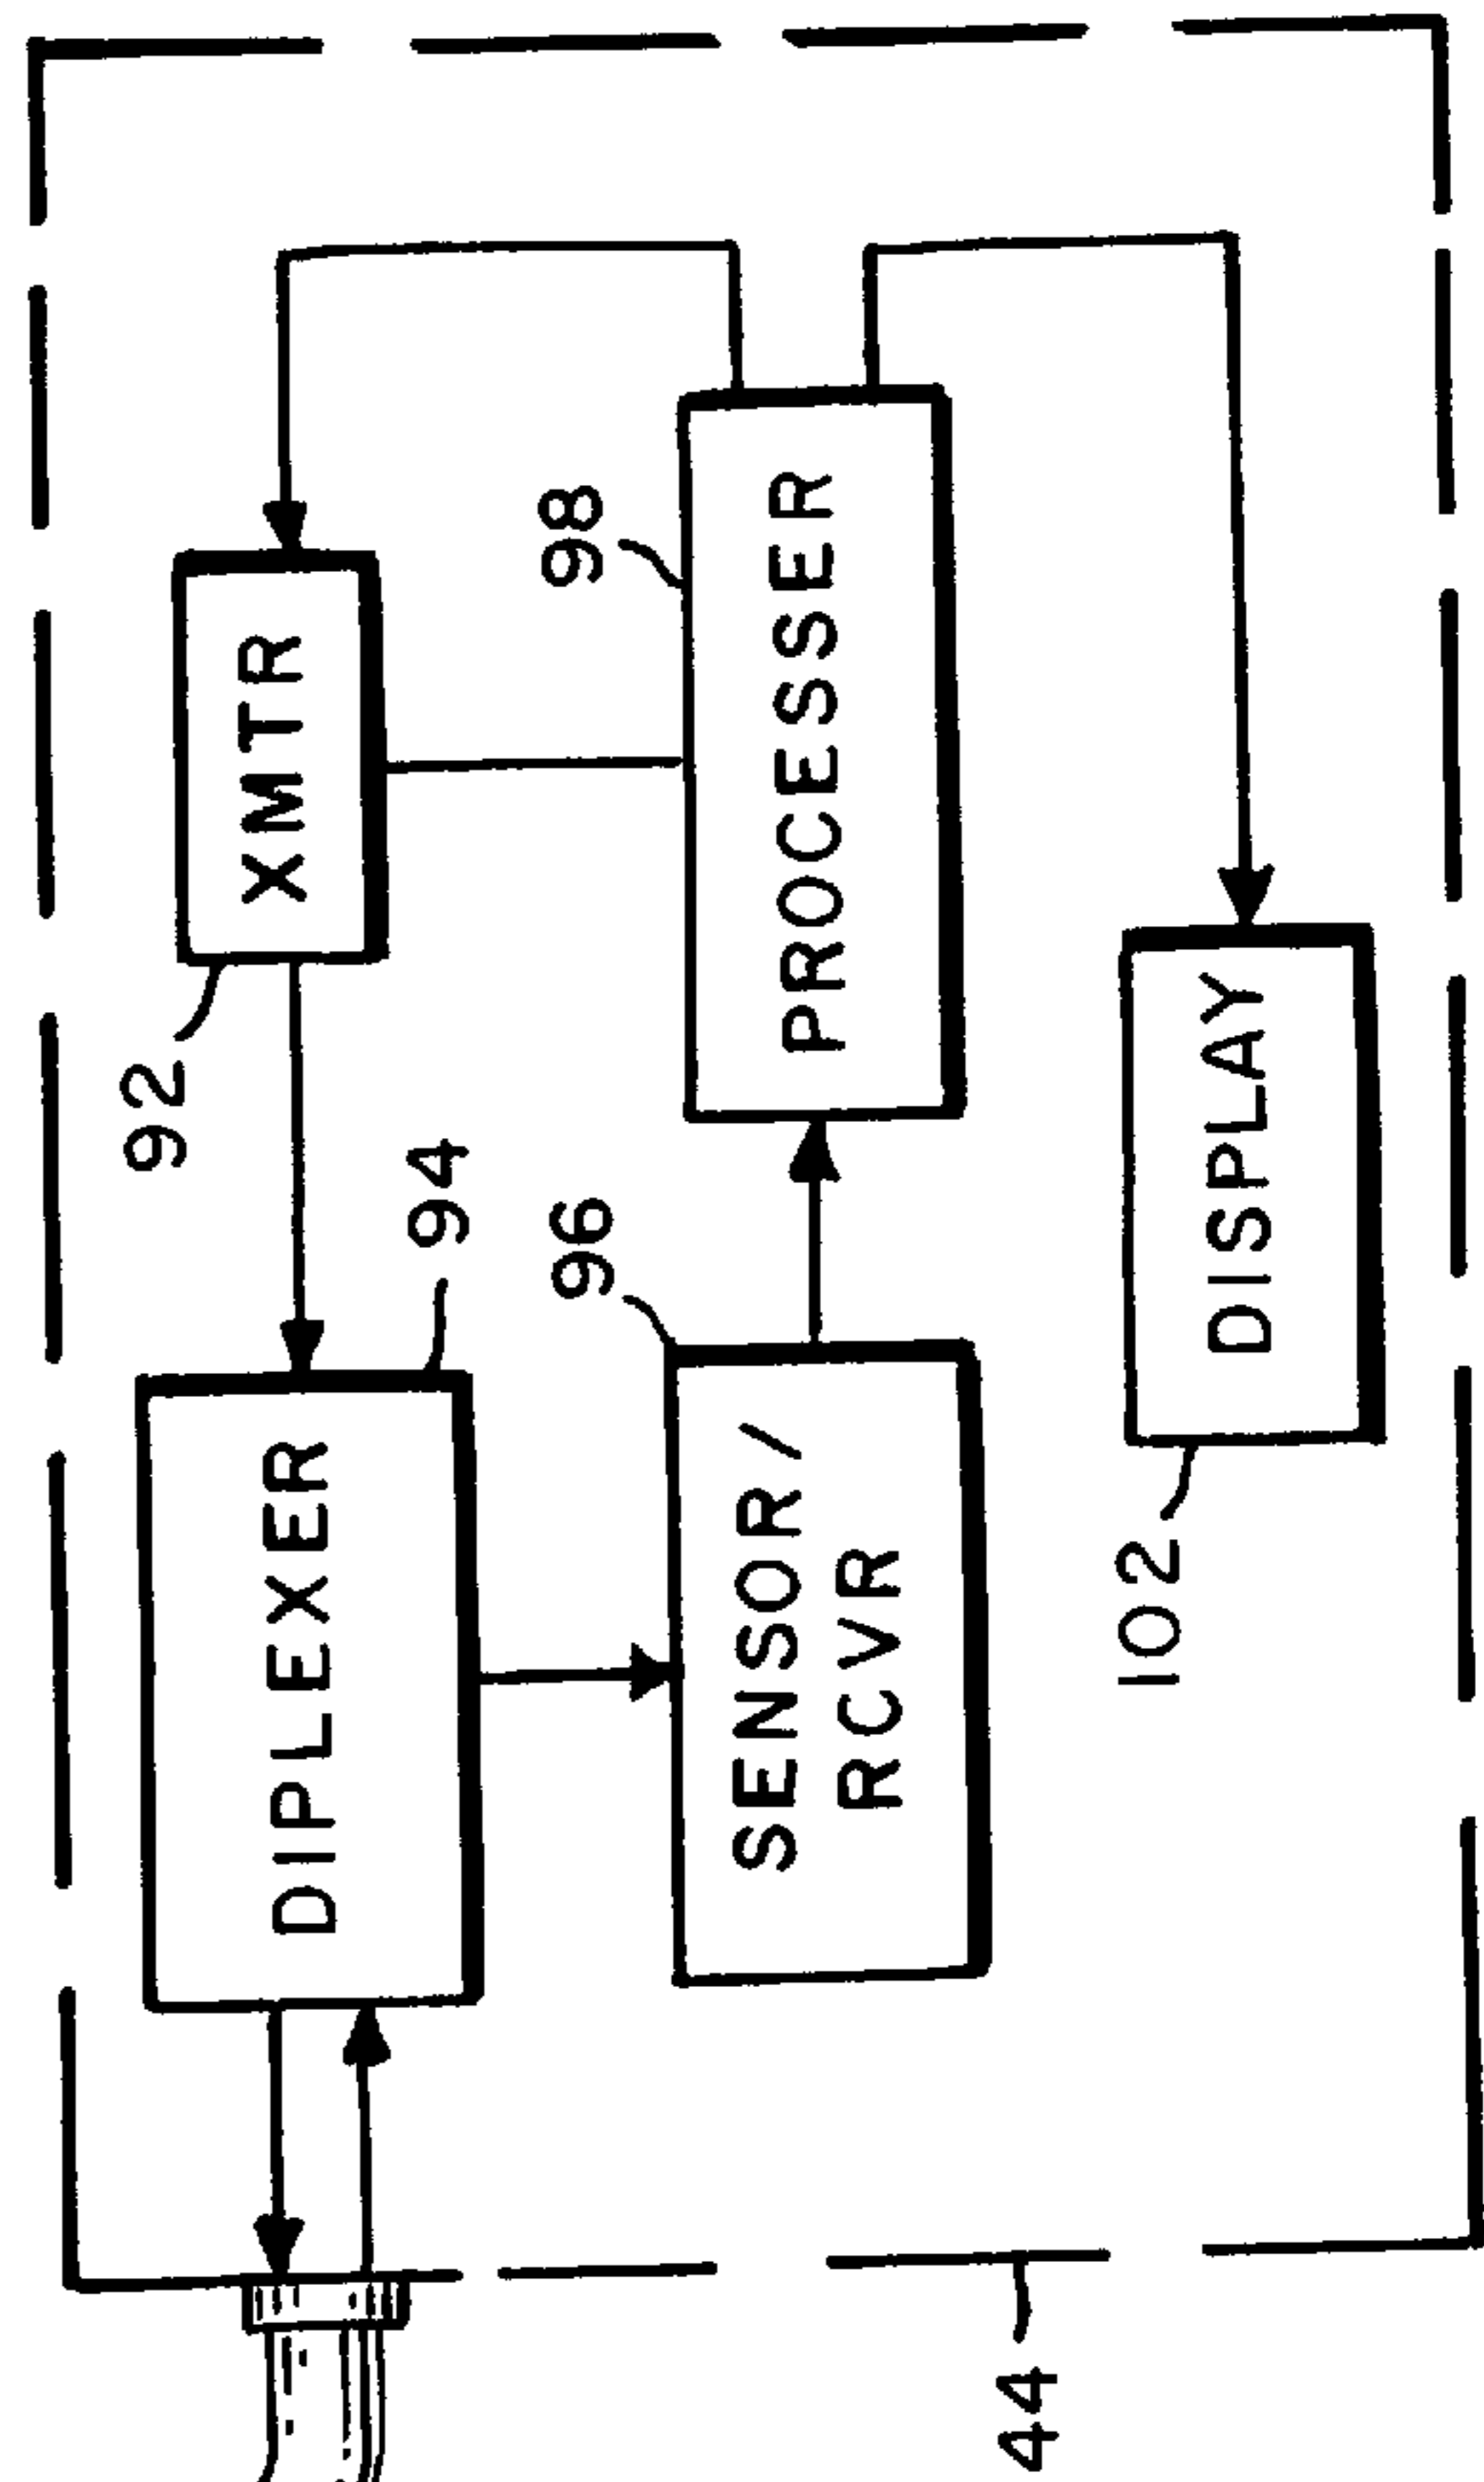 DIPLEXER
94
XMTR
92
SENSOR/
RCVR
96
PROCESSER
98
DISPLAY
102
44